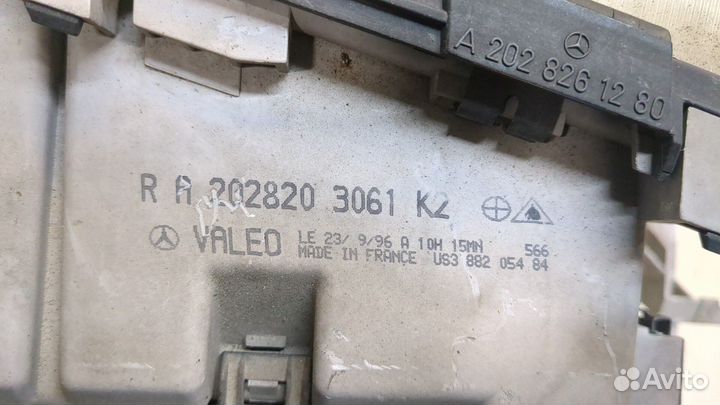 A 202 826 12 80
R A 202820 3061 K2
VALEO LE 23/ 9/96 A 10H 15MN 566
MADE IN FRANCE US3 882 054 84
Avito